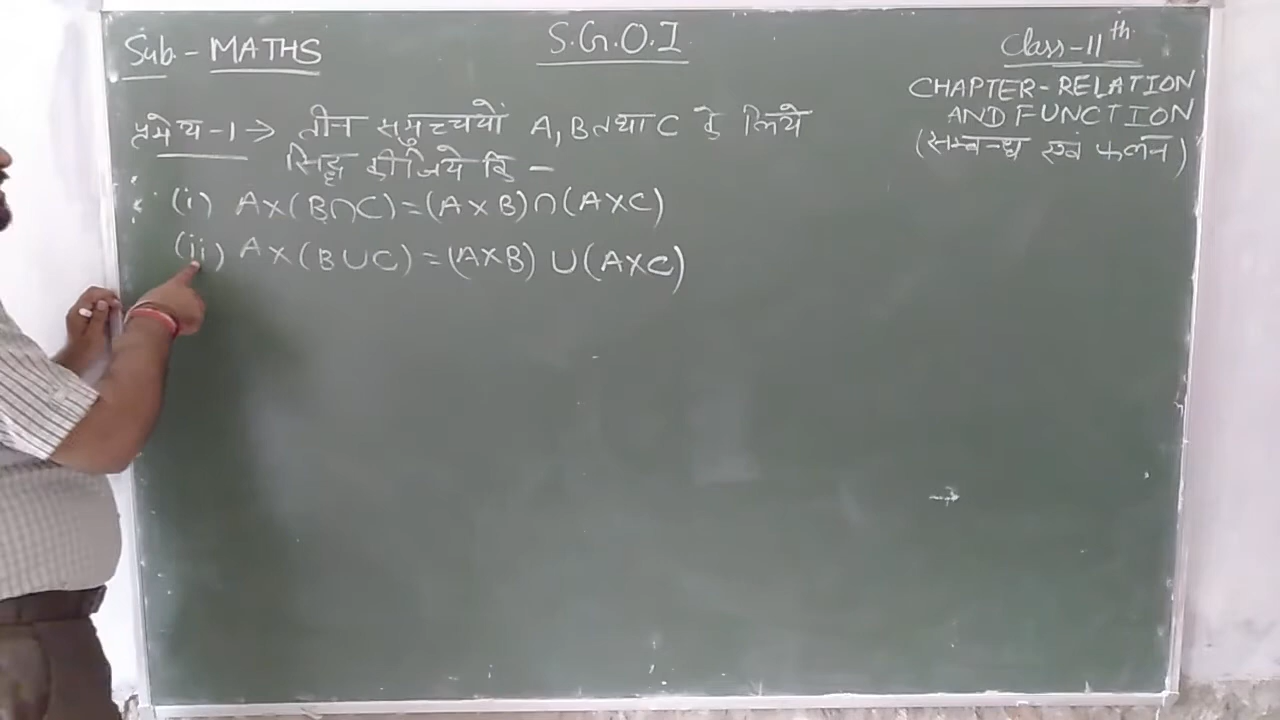 Sub.- MATHS
S.G.O.I
Class-11th
CHAPTER-RELATION
AND FUNCTION
(सम्बन्ध एवं फलन)
प्रमेय-1→ तीन समुच्चयों A, B तथा C के लिये
सिद्ध कीजिये कि -
(i) A×(B∩C)=(A×B)∩(A×C)
(ii) A×(B∪C)=(A×B)∪(A×C)